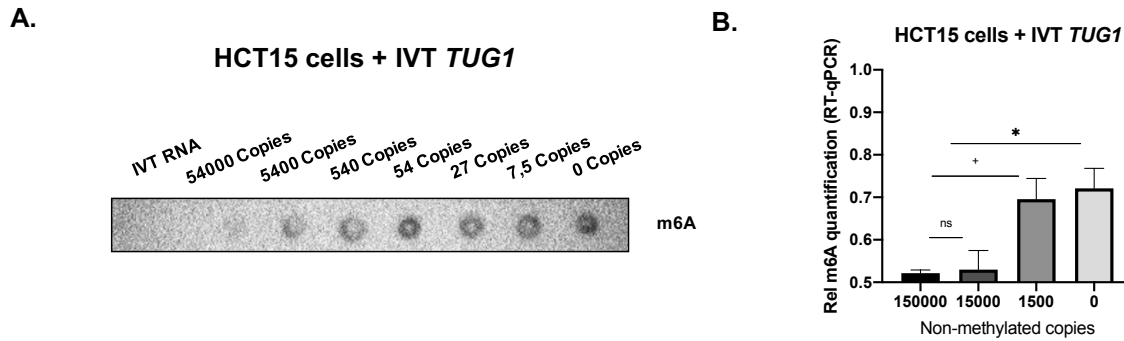 A.
HCT15 cells + IVT TUG1
IVT RNA
54000 Copies
5400 Copies
540 Copies
54 Copies
27 Copies
7,5 Copies
0 Copies
m6A
B.
HCT15 cells + IVT TUG1
Rel m6A quantification (RT-qPCR)
1.0
0.9
0.8
0.7
0.6
0.5
*
+
ns
150000 15000 1500 0
Non-methylated copies